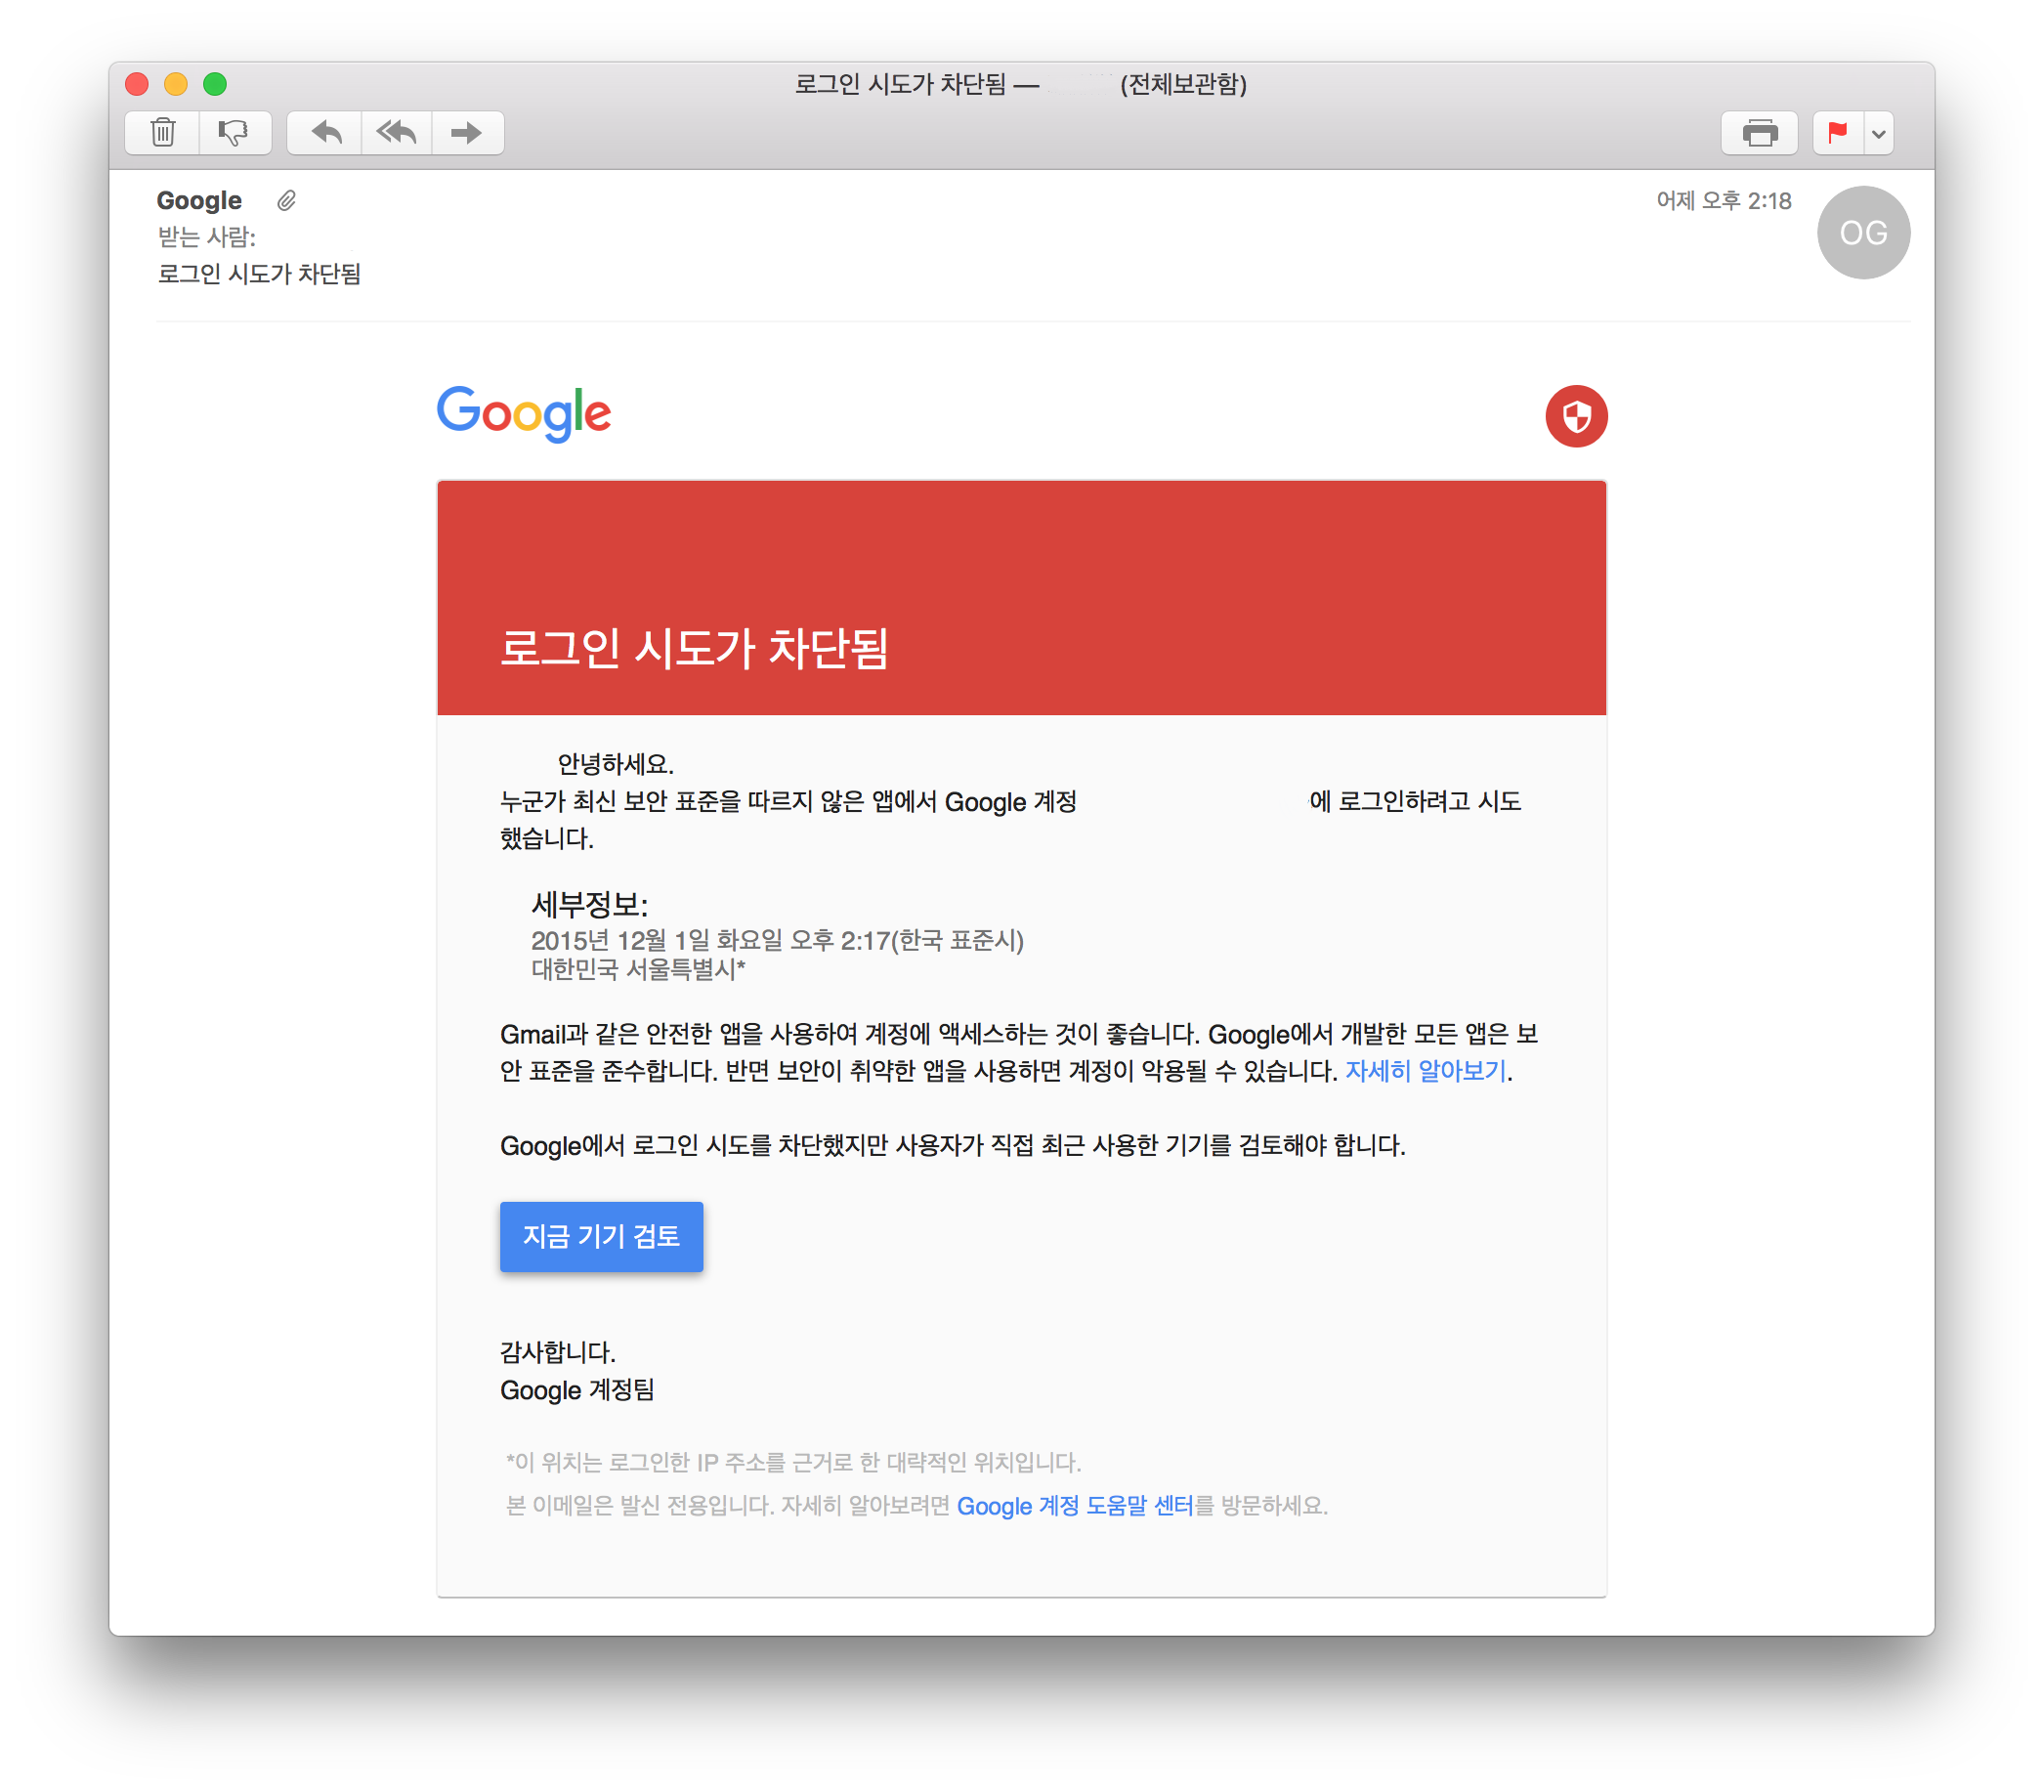 로그인 시도가 차단됨 — (전체보관함)
Google
어제 오후 2:18
OG
받는 사람:
로그인 시도가 차단됨
Google
로그인 시도가 차단됨
안녕하세요.
누군가 최신 보안 표준을 따르지 않은 앱에서 Google 계정 에 로그인하려고 시도
했습니다.
세부정보:
2015년 12월 1일 화요일 오후 2:17(한국 표준시)
대한민국 서울특별시*
Gmail과 같은 안전한 앱을 사용하여 계정에 액세스하는 것이 좋습니다. Google에서 개발한 모든 앱은 보
안 표준을 준수합니다. 반면 보안이 취약한 앱을 사용하면 계정이 악용될 수 있습니다. 자세히 알아보기.
Google에서 로그인 시도를 차단했지만 사용자가 직접 최근 사용한 기기를 검토해야 합니다.
지금 기기 검토
감사합니다.
Google 계정팀
*이 위치는 로그인한 IP 주소를 근거로 한 대략적인 위치입니다.
본 이메일은 발신 전용입니다. 자세히 알아보려면 Google 계정 도움말 센터를 방문하세요.